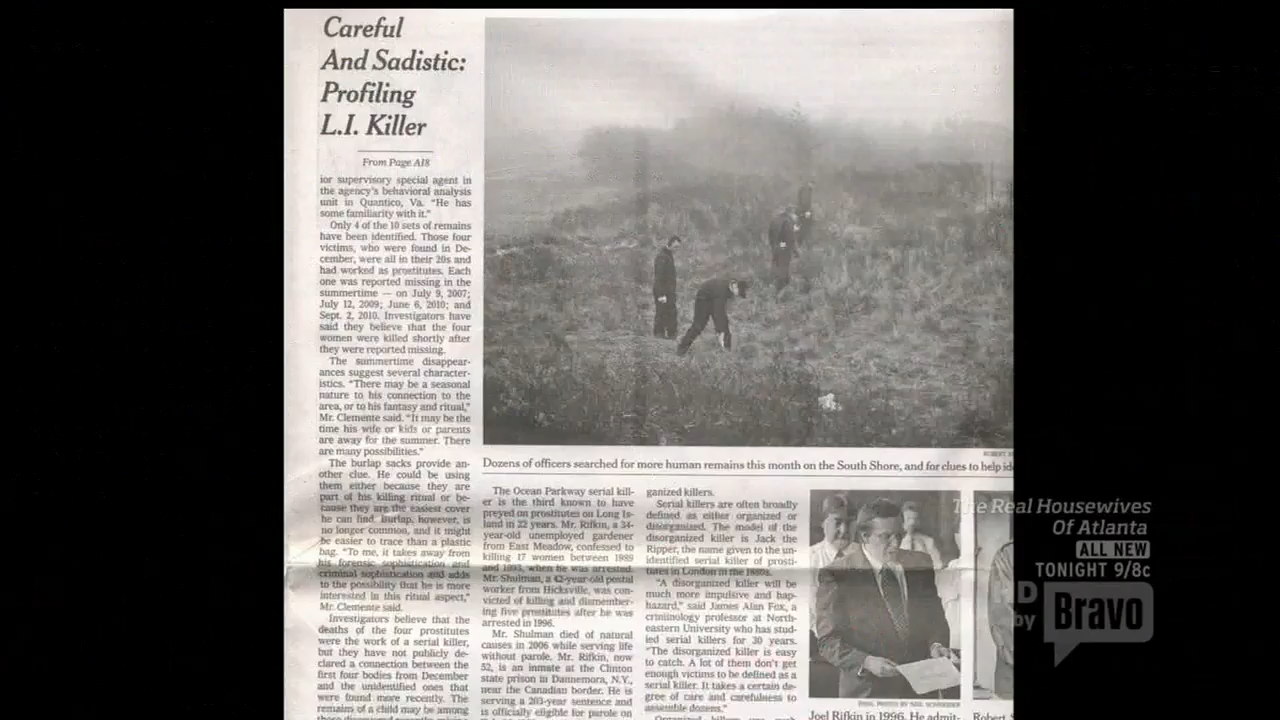 Careful
And Sadistic:
Profiling
L.I. Killer
From Page A18
ior supervisory special agent in
the agency's behavioral analysis
unit in Quantico, Va. "He has
some familiarity with it."
Only 4 of the 10 sets of remains
have been identified. Those four
victims, who were found in De-
cember, were all in their 20s and
had worked as prostitutes. Each
one was reported missing in the
summertime — on July 9, 2007;
July 12, 2009; June 6, 2010; and
Sept. 2, 2010. Investigators have
said they believe that the four
women were killed shortly after
they were reported missing.
The summertime disappear-
ances suggest several character-
istics. "There may be a seasonal
nature to his connection to the
area, or to his fantasy and ritual,"
Mr. Clemente said. "It may be the
time his wife or kids or parents
are away for the summer. There
are many possibilities."
The burlap sacks provide an-
other clue. He could be using
them either because they are
part of his killing ritual or be-
cause they are the easiest cover
he can find. Burlap, however, is
no longer common, and it might
be easier to trace than a plastic
bag. "To me, it takes away from
his forensic sophistication and
criminal sophistication and adds
to the possibility that he is more
interested in this ritual aspect,"
Mr. Clemente said.
Investigators believe that the
deaths of the four prostitutes
were the work of a serial killer,
but they have not publicly de-
clared a connection between the
first four bodies from December
and the unidentified ones that
were found more recently. The
remains of a child may be among
Dozens of officers searched for more human remains this month on the South Shore, and for clues to help
The Ocean Parkway serial kill-
er is the third known to have
preyed on prostitutes on Long Is-
land in 22 years. Mr. Rifkin, a 34-
year-old unemployed gardener
from East Meadow, confessed to
killing 17 women between 1989
and 1993, when he was arrested.
Mr. Shulman, a 42-year-old postal
worker from Hicksville, was con-
victed of killing and dismember-
ing five prostitutes after he was
arrested in 1996.
Mr. Shulman died of natural
causes in 2006 while serving life
without parole. Mr. Rifkin, now
52, is an inmate at the Clinton
state prison in Dannemora, N.Y.,
near the Canadian border. He is
serving a 203-year sentence and
is officially eligible for parole on
ganized killers.
Serial killers are often broadly
defined as either organized or
disorganized. The model of the
disorganized killer is Jack the
Ripper, the name given to the un-
identified serial killer of prosti-
tutes in London in the 1880s.
"A disorganized killer will be
much more impulsive and hap-
hazard," said James Alan Fox, a
criminology professor at North-
eastern University who has stud-
ied serial killers for 30 years.
"The disorganized killer is easy
to catch. A lot of them don't get
enough victims to be defined as a
serial killer. It takes a certain de-
gree of care and carefulness to
assemble dozens."
Joel Rifkin in 1996. He admit-
Robert
The Real Housewives
Of Atlanta
ALL NEW
TONIGHT 9/8c
by
Bravo